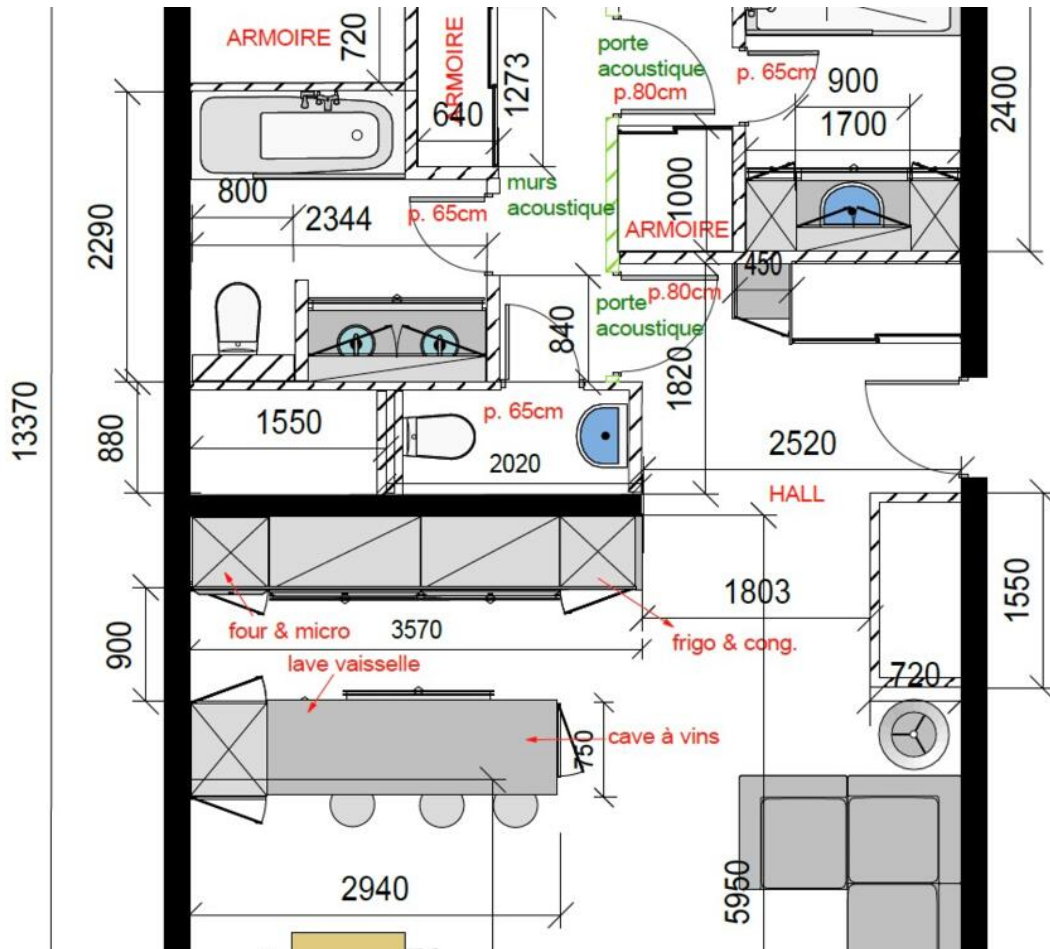 720
ARMOIRE
ARMOIRE
640
1273
porte
acoustique
p.80cm
p. 65cm
900
1700
2400
800
2344
p. 65cm
murs
acoustique
1000
ARMOIRE
2290
450
p.80cm
porte
acoustique
840
1820
13370
880
1550
p. 65cm
2020
2520
HALL
1803
1550
four & micro
3570
frigo & cong.
900
lave vaisselle
720
cave à vins
750
2940
5950